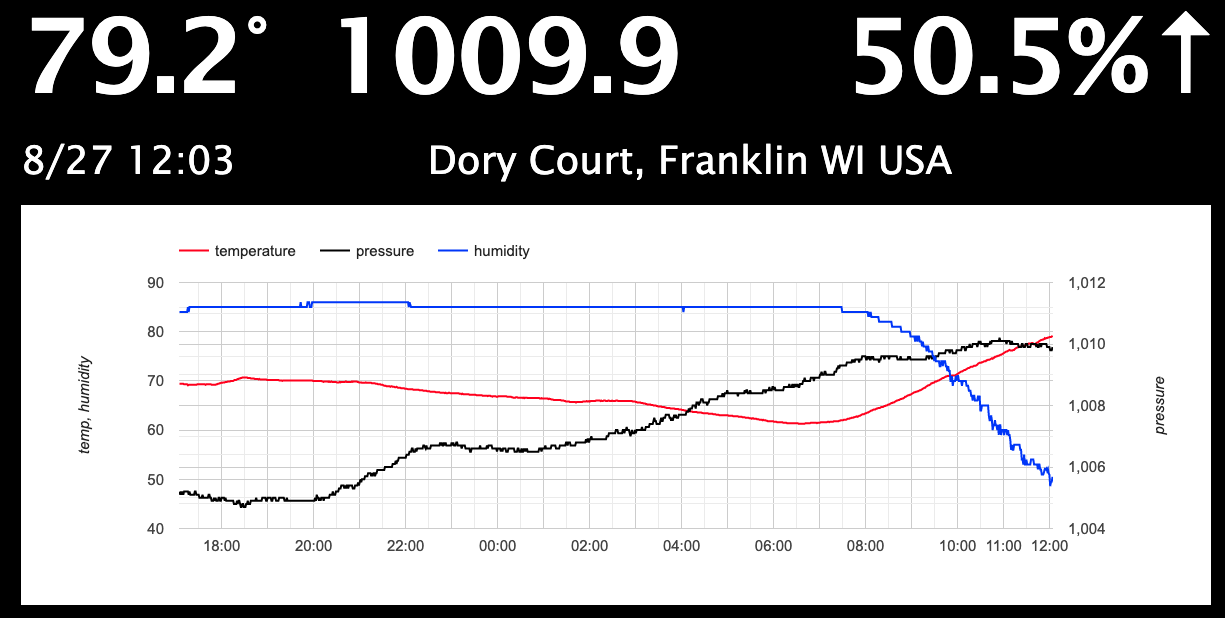 79.2° 1009.9 50.5%↑
8/27 12:03 Dory Court, Franklin WI USA
temperature pressure humidity
90 1,012
80 1,010
70
1,008
60
1,006
50
40 1,004
temp, humidity
pressure
18:00 20:00 22:00 00:00 02:00 04:00 06:00 08:00 10:00 11:00 12:00